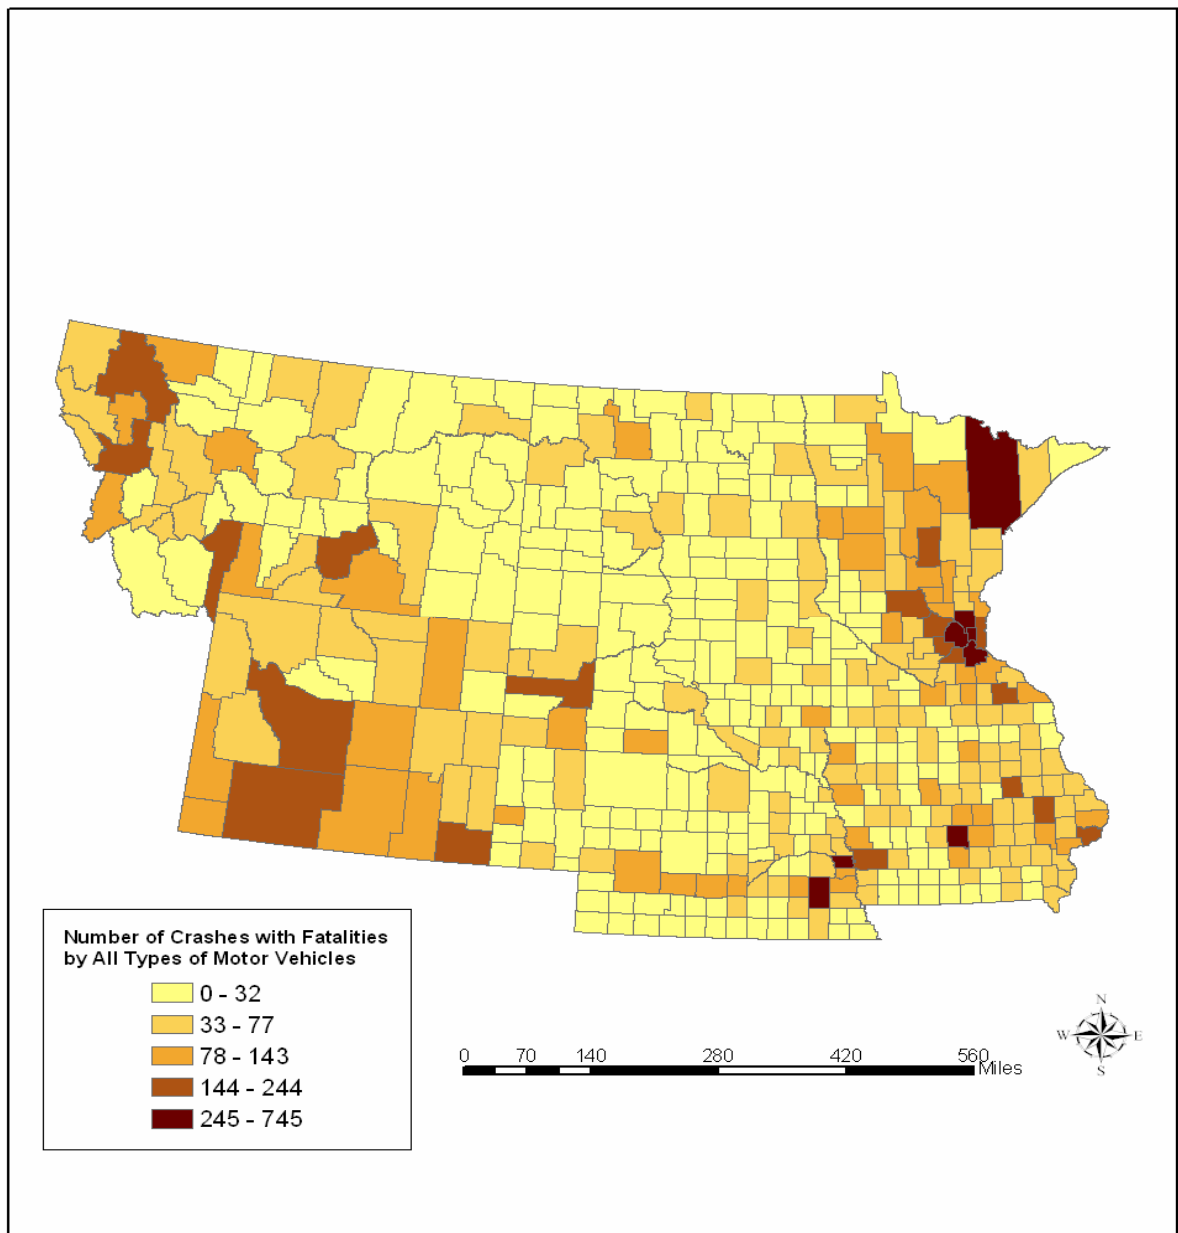 Number of Crashes with Fatalities
by All Types of Motor Vehicles
0 - 32
33 - 77
78 - 143
144 - 244
245 - 745
0 70 140 280 420 560
Miles
N
W E
S